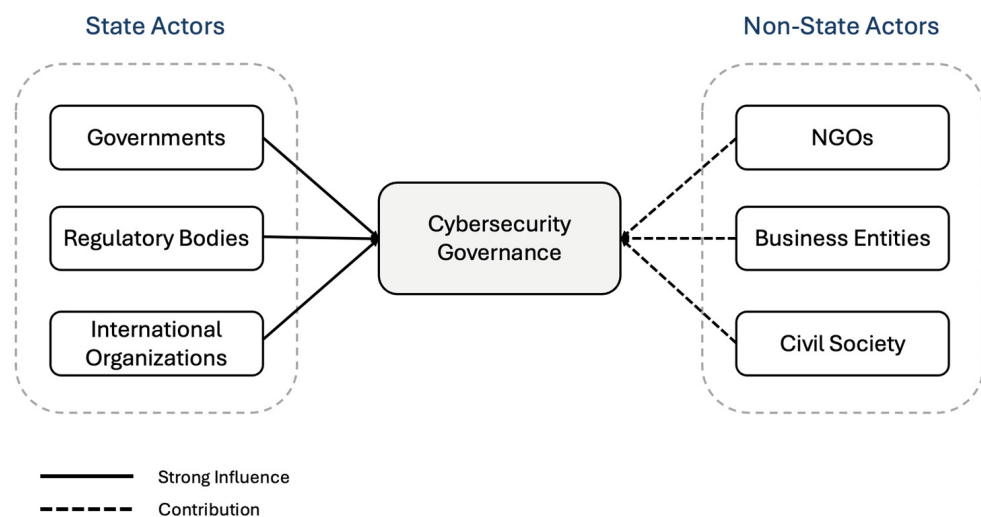 State Actors
Non-State Actors
Governments
Regulatory Bodies
International
Organizations
Cybersecurity
Governance
NGOs
Business Entities
Civil Society
Strong Influence
Contribution